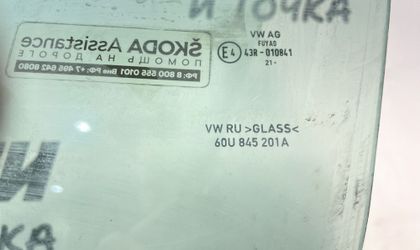 И ТОЧКА
VW AG
FUYAO
E4 43R - 010841
21 -
ŠKODA Assistance
ПОМОЩЬ НА ДОРОГЕ
РФ: 8 800 555 0101 Вне РФ: +7 495 642 8080
VW RU >GLASS<
60U 845 201A
И
КА